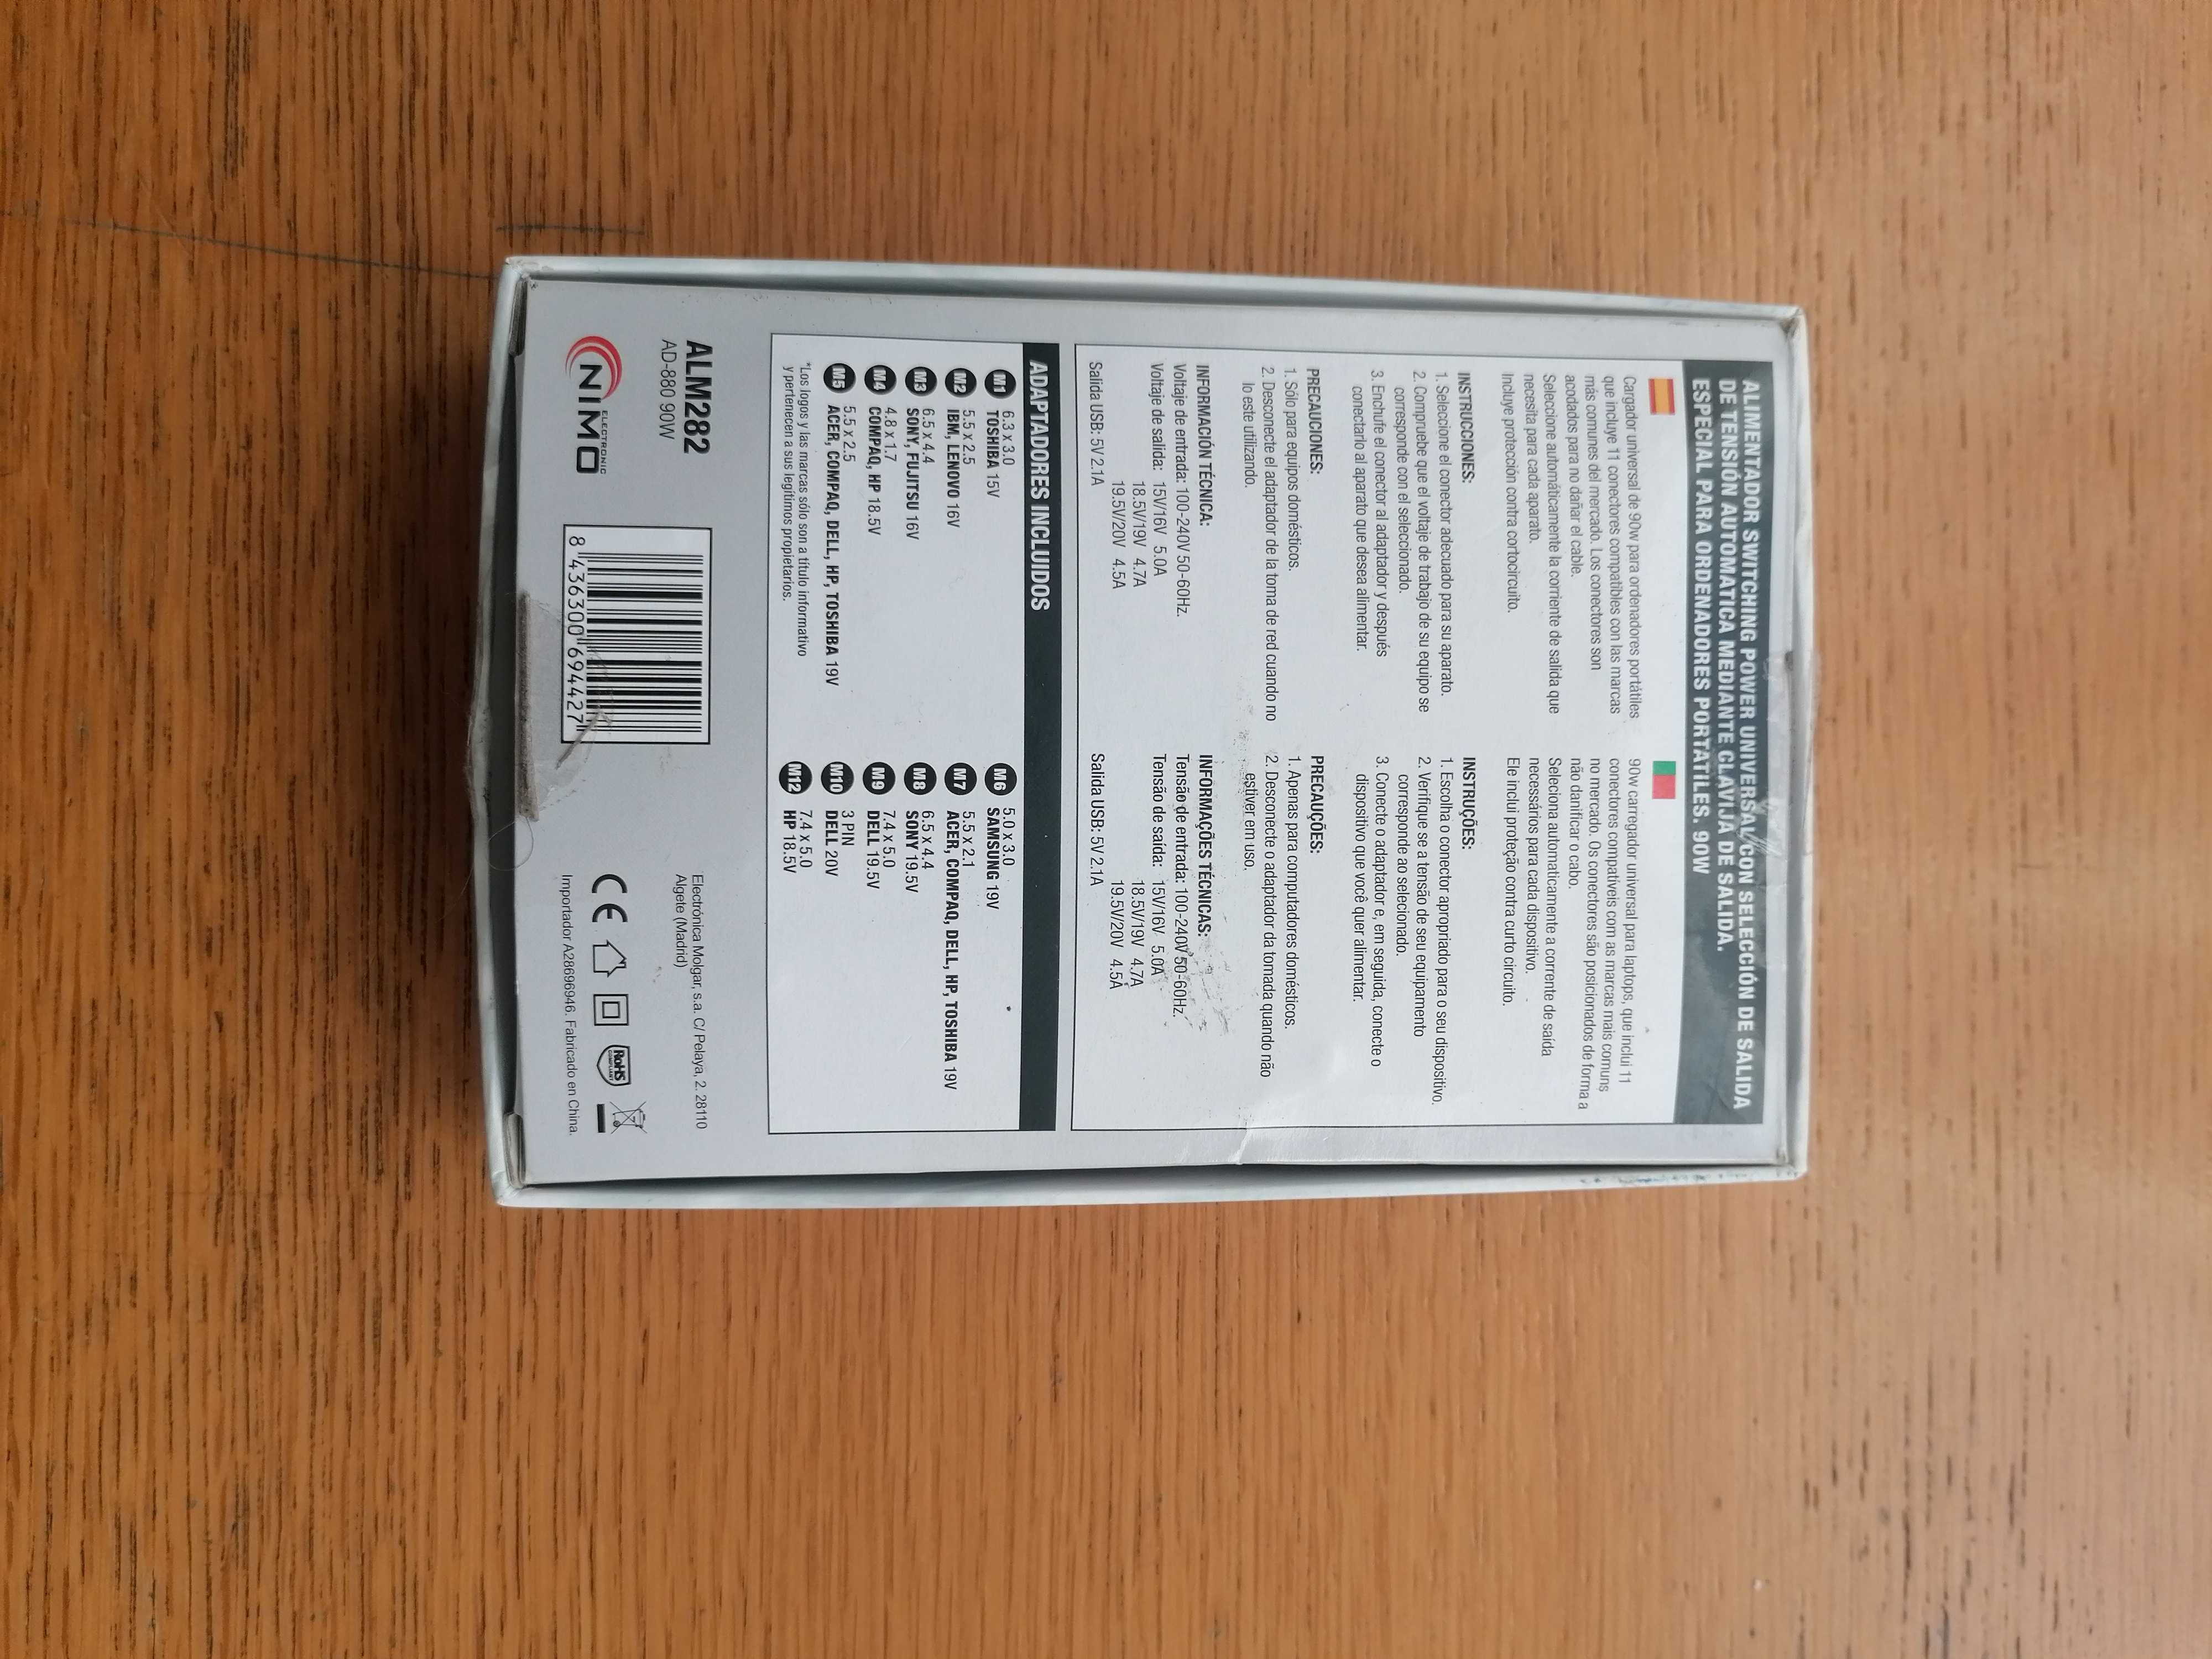 ALIMENTADOR SWITCHING POWER UNIVERSAL CON SELECCIÓN DE SALIDA
DE TENSIÓN AUTOMÁTICA MEDIANTE CLAVIJA DE SALIDA.
ESPECIAL PARA ORDENADORES PORTÁTILES. 90W
Cargador universal de 90w para ordenadores portátiles
que incluye 11 conectores compatibles con las marcas
más comunes del mercado. Los conectores son
acodados para no dañar el cable.
Seleccione automáticamente la corriente de salida que
necesita para cada aparato.
Incluye protección contra cortocircuito.
INSTRUCCIONES:
1. Seleccione el conector adecuado para su aparato.
2. Compruebe que el voltaje de trabajo de su equipo se
corresponde con el seleccionado.
3. Enchufe el conector al adaptador y después
conectarlo al aparato que desea alimentar.
PRECAUCIONES:
1. Sólo para equipos domésticos.
2. Desconecte el adaptador de la toma de red cuando no
lo este utilizando.
INFORMACIÓN TÉCNICA:
Voltaje de entrada: 100-240V 50-60Hz.
Voltaje de salida: 15V/16V 5.0A
18.5V/19V 4.7A
19.5V/20V 4.5A
Salida USB: 5V 2.1A
90w carregador universal para laptops, que inclui 11
conectores compatíveis com as marcas mais comuns
no mercado. Os conectores são posicionados de forma a
não danificar o cabo.
Seleciona automaticamente a corrente de saída
necessários para cada dispositivo.
Ele inclui proteção contra curto circuito.
INSTRUÇÕES:
1. Escolha o conector apropriado para o seu dispositivo.
2. Verifique se a tensão de seu equipamento
corresponde ao selecionado.
3. Conecte o adaptador e, em seguida, conecte o
dispositivo que você quer alimentar.
PRECAUÇÕES:
1. Apenas para computadores domésticos.
2. Desconecte o adaptador da tomada quando não
estiver em uso.
INFORMAÇÕES TÉCNICAS:
Tensão de entrada: 100-240V 50-60Hz.
Tensão de saída: 15V/16V 5.0A
18.5V/19V 4.7A
19.5V/20V 4.5A
Salida USB: 5V 2.1A
ADAPTADORES INCLUIDOS
M1 6.3 x 3.0
TOSHIBA 15V
M2 5.5 x 2.5
IBM, LENOVO 16V
M3 6.5 x 4.4
SONY, FUJITSU 16V
M4 4.8 x 1.7
COMPAQ, HP 18.5V
M5 5.5 x 2.5
ACER, COMPAQ, DELL, HP, TOSHIBA 19V
*Los logos y las marcas sólo son a título informativo
y pertenecen a sus legítimos propietarios.
M6 5.0 x 3.0
SAMSUNG 19V
M7 5.5 x 2.1
ACER, COMPAQ, DELL, HP, TOSHIBA 19V
M8 6.5 x 4.4
SONY 19.5V
M9 7.4 x 5.0
DELL 19.5V
M10 3 PIN
DELL 20V
M12 7.4 x 5.0
HP 18.5V
ALM282
AD-880 90W
ELECTRONIC
NIMO
8 436300 694427
Electrónica Molgar, s.a. C/ Pelaya, 2. 28110
Algete (Madrid)
CE
RoHS
COMPLIANT
Importador A28696946. Fabricado en China.